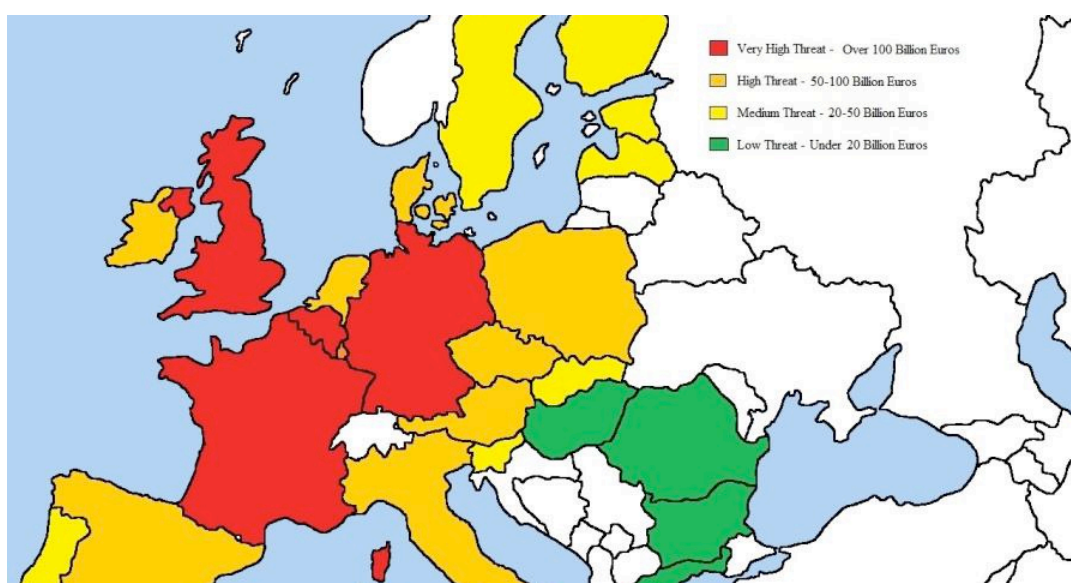 Very High Threat - Over 100 Billion Euros
High Threat - 50-100 Billion Euros
Medium Threat - 20-50 Billion Euros
Low Threat - Under 20 Billion Euros